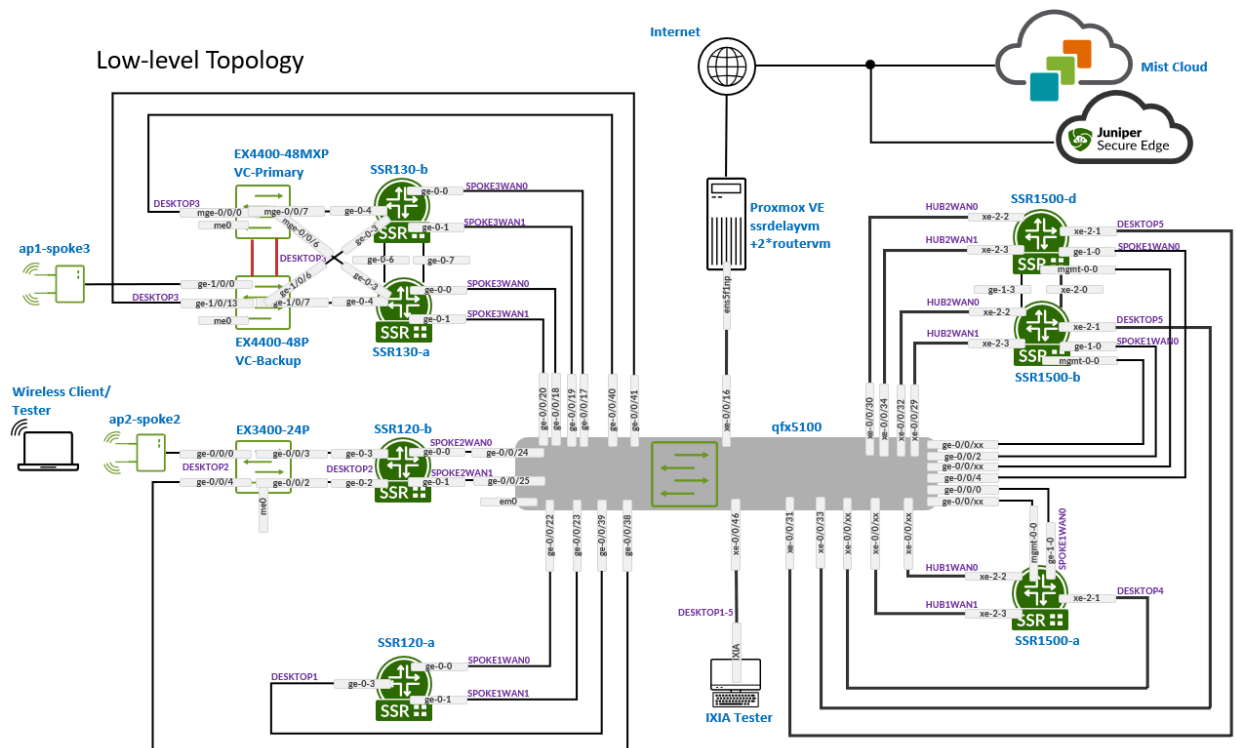 Low-level Topology
Internet
Mist Cloud
Juniper
Secure Edge
EX4400-48MXP
VC-Primary
SSR130-b
ge-0-0
SPOKE3WAN0
DESKTOP3
mge-0/0/0
mge-0/0/7
ge-0-4
me0
mge-0/0/6
ge-0-3
SSR
ge-0-1
SPOKE3WAN1
ap1-spoke3
DESKTOP3
ge-0-6
ge-0-7
ge-1/0/0
ge-1/0/6
ge-0-3
ge-0-0
SPOKE3WAN0
DESKTOP3
ge-1/0/13
ge-1/0/7
ge-0-4
me0
ge-0-1
SPOKE3WAN1
SSR
EX4400-48P
VC-Backup
SSR130-a
Proxmox VE
ssrdelayvm
+2*routervm
ens5f1np
SSR1500-d
HUB2WAN0
xe-2-2
xe-2-1
DESKTOP5
HUB2WAN1
xe-2-3
ge-1-0
SPOKE1WAN0
SSR
mgmt-0-0
ge-1-3
xe-2-0
HUB2WAN0
xe-2-2
xe-2-1
DESKTOP5
HUB2WAN1
xe-2-3
ge-1-0
SPOKE1WAN0
SSR
mgmt-0-0
SSR1500-b
Wireless Client/
Tester
ap2-spoke2
EX3400-24P
SSR120-b
SPOKE2WAN0
ge-0/0/0
ge-0/0/3
ge-0-3
ge-0-0
ge-0/0/24
DESKTOP2
DESKTOP2
SPOKE2WAN1
ge-0/0/4
ge-0/0/2
ge-0-2
ge-0-1
ge-0/0/25
SSR
me0
em0
ge-0/0/20
ge-0/0/18
ge-0/0/19
ge-0/0/17
ge-0/0/40
ge-0/0/41
xe-0/0/16
qfx5100
xe-0/0/30
xe-0/0/34
xe-0/0/32
xe-0/0/29
ge-0/0/xx
ge-0/0/2
ge-0/0/xx
ge-0/0/4
ge-0/0/0
ge-0/0/xx
ge-0/0/22
ge-0/0/23
ge-0/0/39
ge-0/0/38
xe-0/0/46
xe-0/0/31
xe-0/0/33
xe-0/0/xx
xe-0/0/xx
xe-0/0/xx
mgmt-0-0
ge-1-0
SPOKE1WAN0
HUB1WAN0
xe-2-2
xe-2-1
DESKTOP4
HUB1WAN1
xe-2-3
SSR
SSR1500-a
DESKTOP1-5
IXIA
IXIA Tester
SSR120-a
ge-0-0
SPOKE1WAN0
DESKTOP1
ge-0-3
ge-0-1
SPOKE1WAN1
SSR